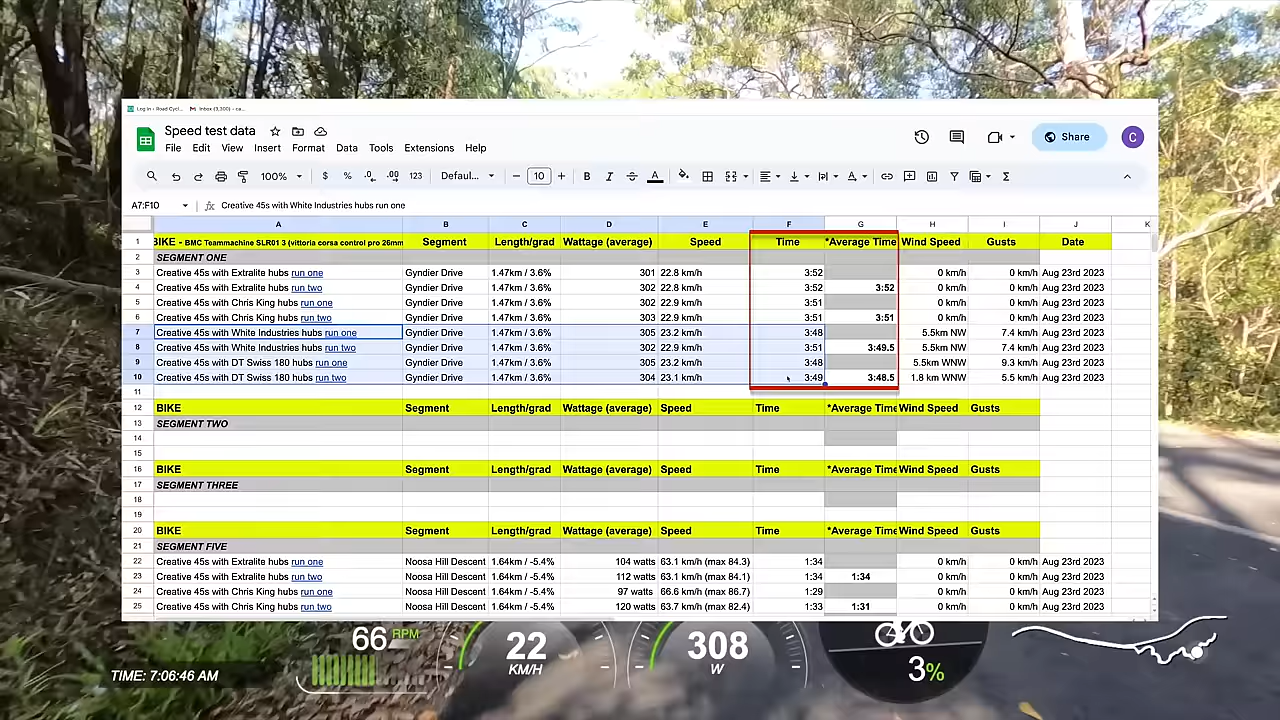 Log In › Road Cycl... Inbox (3,300) - ca...
Speed test data
File Edit View Insert Format Data Tools Extensions Help
Share C
100% $ % .0 .00 123 Defaul... − 10 + B I A
A7:F10 fx Creative 45s with White Industries hubs run one
A B C D E F G H I J K
1 BIKE - BMC Teammachine SLR01 3 (vittoria corsa control pro 26mm Segment Length/grad Wattage (average) Speed Time *Average Time Wind Speed Gusts Date
2 SEGMENT ONE
3 Creative 45s with Extralite hubs run one Gyndier Drive 1.47km / 3.6% 301 22.8 km/h 3:52 0 km/h 0 km/h Aug 23rd 2023
4 Creative 45s with Extralite hubs run two Gyndier Drive 1.47km / 3.6% 302 22.8 km/h 3:52 3:52 0 km/h 0 km/h Aug 23rd 2023
5 Creative 45s with Chris King hubs run one Gyndier Drive 1.47km / 3.6% 302 22.9 km/h 3:51 0 km/h 0 km/h Aug 23rd 2023
6 Creative 45s with Chris King hubs run two Gyndier Drive 1.47km / 3.6% 303 22.9 km/h 3:51 3:51 0 km/h 0 km/h Aug 23rd 2023
7 Creative 45s with White Industries hubs run one Gyndier Drive 1.47km / 3.6% 305 23.2 km/h 3:48 5.5km NW 7.4 km/h Aug 23rd 2023
8 Creative 45s with White Industries hubs run two Gyndier Drive 1.47km / 3.6% 302 22.9 km/h 3:51 3:49.5 5.5km NW 7.4 km/h Aug 23rd 2023
9 Creative 45s with DT Swiss 180 hubs run one Gyndier Drive 1.47km / 3.6% 305 23.2 km/h 3:48 5.5km WNW 9.3 km/h Aug 23rd 2023
10 Creative 45s with DT Swiss 180 hubs run two Gyndier Drive 1.47km / 3.6% 304 23.1 km/h 3:49 3:48.5 1.8 km WNW 5.5 km/h Aug 23rd 2023
11
12 BIKE Segment Length/grad Wattage (average) Speed Time *Average Time Wind Speed Gusts
13 SEGMENT TWO
14
15
16 BIKE Segment Length/grad Wattage (average) Speed Time *Average Time Wind Speed Gusts
17 SEGMENT THREE
18
19
20 BIKE Segment Length/grad Wattage (average) Speed Time *Average Time Wind Speed Gusts
21 SEGMENT FIVE
22 Creative 45s with Extralite hubs run one Noosa Hill Descent 1.64km / -5.4% 104 watts 63.1 km/h (max 84.3) 1:34 0 km/h 0 km/h Aug 23rd 2023
23 Creative 45s with Extralite hubs run two Noosa Hill Descent 1.64km / -5.4% 112 watts 63.1 km/h (max 84.1) 1:34 1:34 0 km/h 0 km/h Aug 23rd 2023
24 Creative 45s with Chris King hubs run one Noosa Hill Descent 1.64km / -5.4% 97 watts 66.6 km/h (max 86.7) 1:29 0 km/h 0 km/h Aug 23rd 2023
25 Creative 45s with Chris King hubs run two Noosa Hill Descent 1.64km / -5.4% 120 watts 63.7 km/h (max 82.4) 1:33 1:31 0 km/h 0 km/h Aug 23rd 2023
66 RPM
22
KM/H
308
W
3%
TIME: 7:06:46 AM